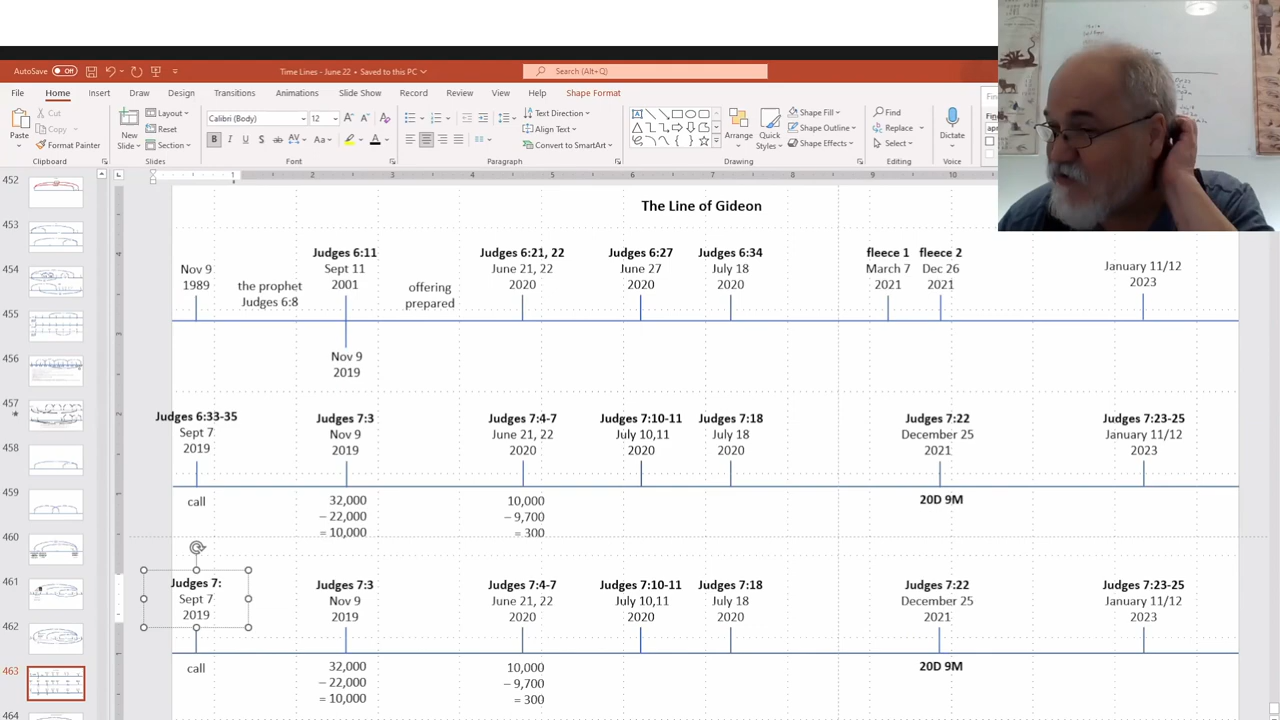 AutoSave Off
Time Lines - June 22 • Saved to this PC
Search (Alt+Q)
File Home Insert Draw Design Transitions Animations Slide Show Record Review View Help Shape Format
Paste
Cut
Copy
Format Painter
Clipboard
New Slide
Layout
Reset
Section
Slides
Calibri (Body) 12
Font
Text Direction
Align Text
Convert to SmartArt
Paragraph
Arrange
Quick Styles
Shape Fill
Shape Outline
Shape Effects
Drawing
Find
Replace
Select
Editing
Dictate
Voice
452
453
454
455
456
457
458
459
460
461
462
463
464
1 2 3 4 5 6 7 8 9 10
The Line of Gideon
Nov 9
1989
the prophet
Judges 6:8
Judges 6:11
Sept 11
2001
offering
prepared
Judges 6:21, 22
June 21, 22
2020
Judges 6:27
June 27
2020
Judges 6:34
July 18
2020
fleece 1
March 7
2021
fleece 2
Dec 26
2021
January 11/12
2023
Nov 9
2019
Judges 6:33-35
Sept 7
2019
call
Judges 7:3
Nov 9
2019
32,000
– 22,000
= 10,000
Judges 7:4-7
June 21, 22
2020
10,000
– 9,700
= 300
Judges 7:10-11
July 10,11
2020
Judges 7:18
July 18
2020
Judges 7:22
December 25
2021
20D 9M
Judges 7:23-25
January 11/12
2023
Judges 7:
Sept 7
2019
call
Judges 7:3
Nov 9
2019
32,000
– 22,000
= 10,000
Judges 7:4-7
June 21, 22
2020
10,000
– 9,700
= 300
Judges 7:10-11
July 10,11
2020
Judges 7:18
July 18
2020
Judges 7:22
December 25
2021
20D 9M
Judges 7:23-25
January 11/12
2023